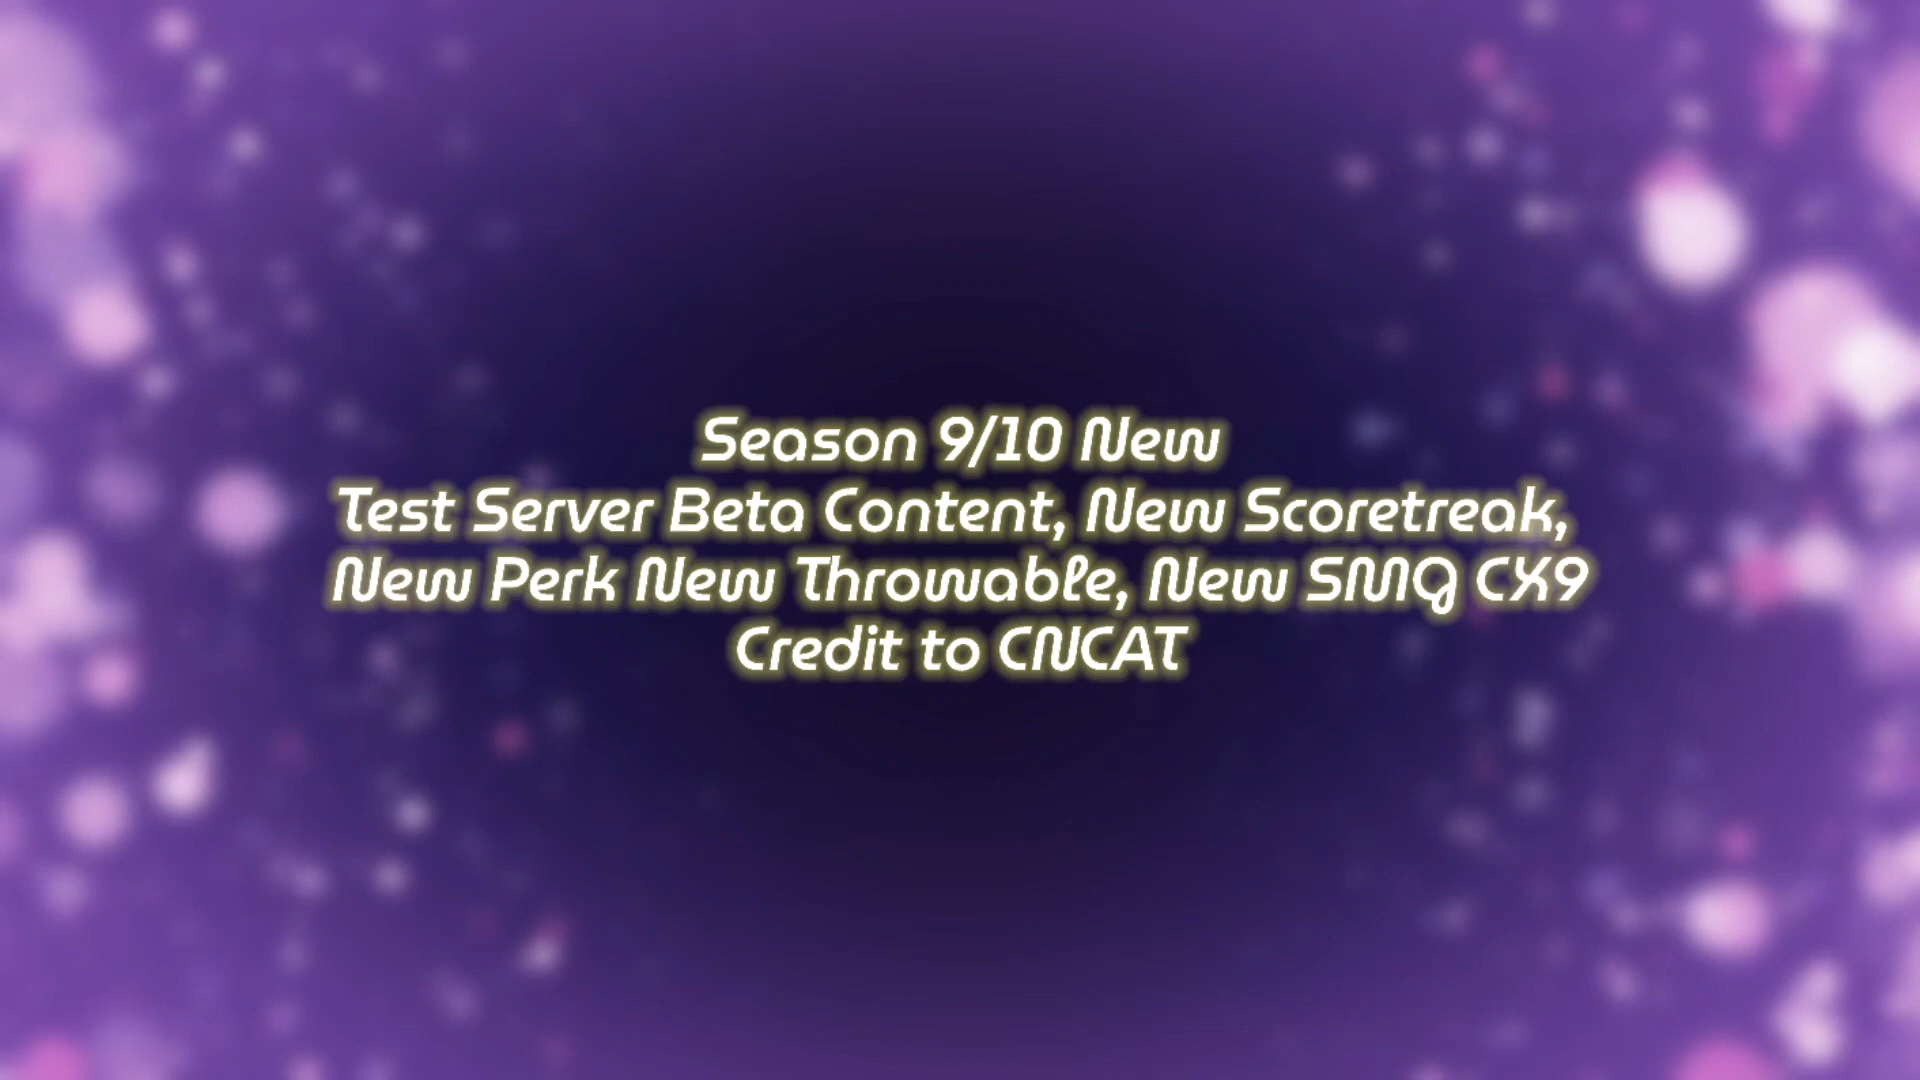 Season 9/10 New
Test Server Beta Content, New Scoretreak,
New Perk New Throwable, New SMG CX9
Credit to CNCAT